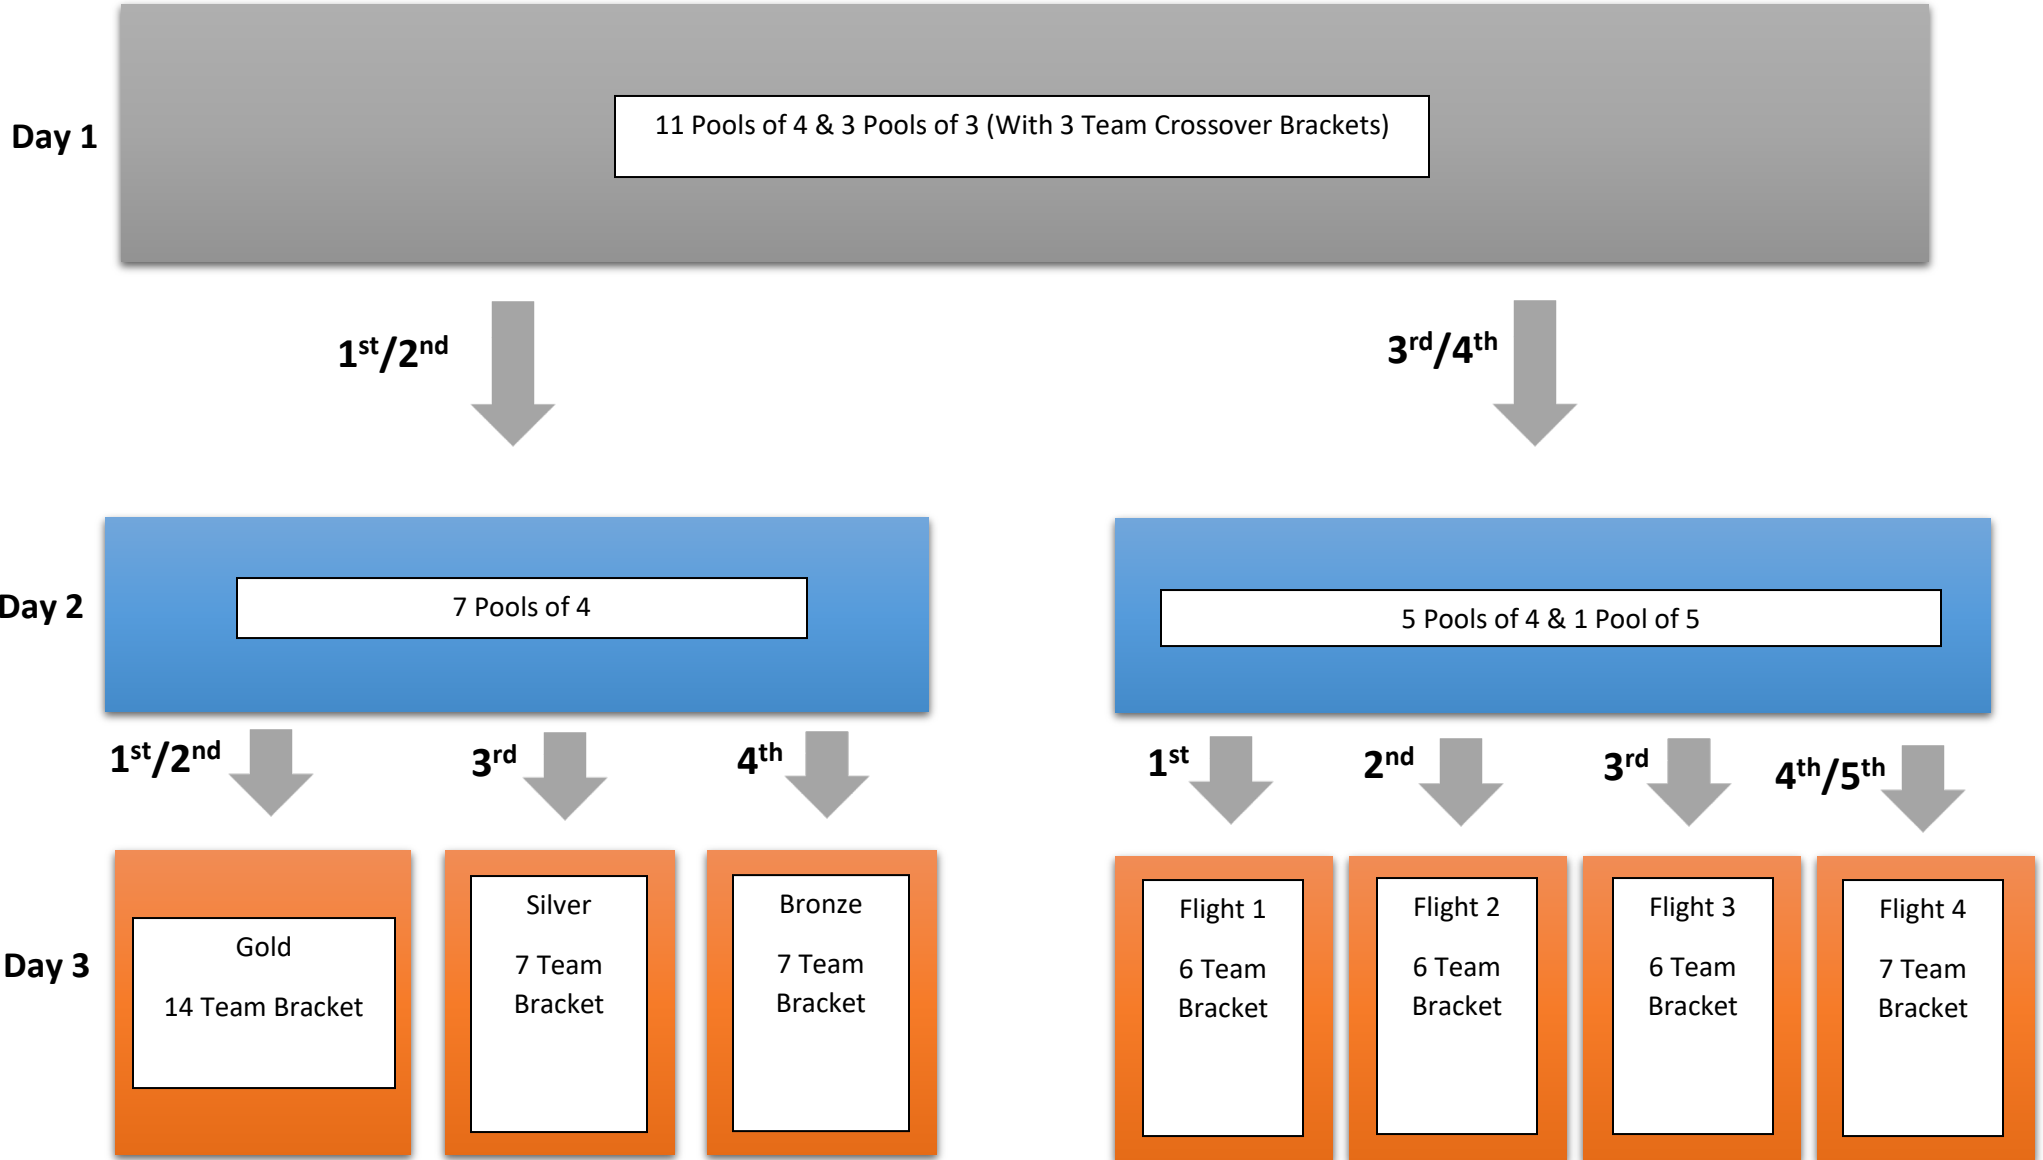 Day 1
11 Pools of 4 & 3 Pools of 3 (With 3 Team Crossover Brackets)
1st/2nd
3rd/4th
Day 2
7 Pools of 4
5 Pools of 4 & 1 Pool of 5
1st/2nd
3rd
4th
1st
2nd
3rd
4th/5th
Day 3
Gold
14 Team Bracket
Silver
7 Team
Bracket
Bronze
7 Team
Bracket
Flight 1
6 Team
Bracket
Flight 2
6 Team
Bracket
Flight 3
6 Team
Bracket
Flight 4
7 Team
Bracket